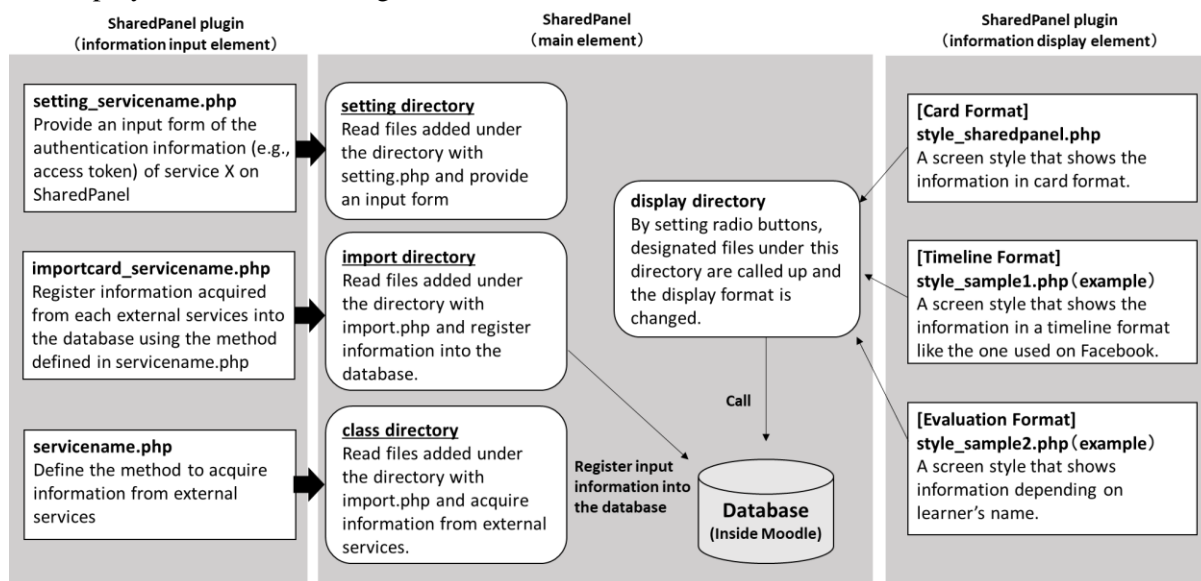 SharedPanel plugin
(information input element)
setting_servicename.php
Provide an input form of the
authentication information (e.g.,
access token) of service X on
SharedPanel
importcard_servicename.php
Register information acquired
from each external services into
the database using the method
defined in servicename.php
servicename.php
Define the method to acquire
information from external
services
SharedPanel
(main element)
setting directory
Read files added under
the directory with
setting.php and provide
an input form
import directory
Read files added under
the directory with
import.php and register
information into the
database.
class directory
Read files added under
the directory with
import.php and acquire
information from external
services.
display directory
By setting radio buttons,
designated files under this
directory are called up and
the display format is
changed.
Call
Register input
information into
the database
Database
(Inside Moodle)
SharedPanel plugin
(information display element)
[Card Format]
style_sharedpanel.php
A screen style that shows the
information in card format.
[Timeline Format]
style_sample1.php(example)
A screen style that shows the
information in a timeline format
like the one used on Facebook.
[Evaluation Format]
style_sample2.php(example)
A screen style that shows
information depending on
learner's name.